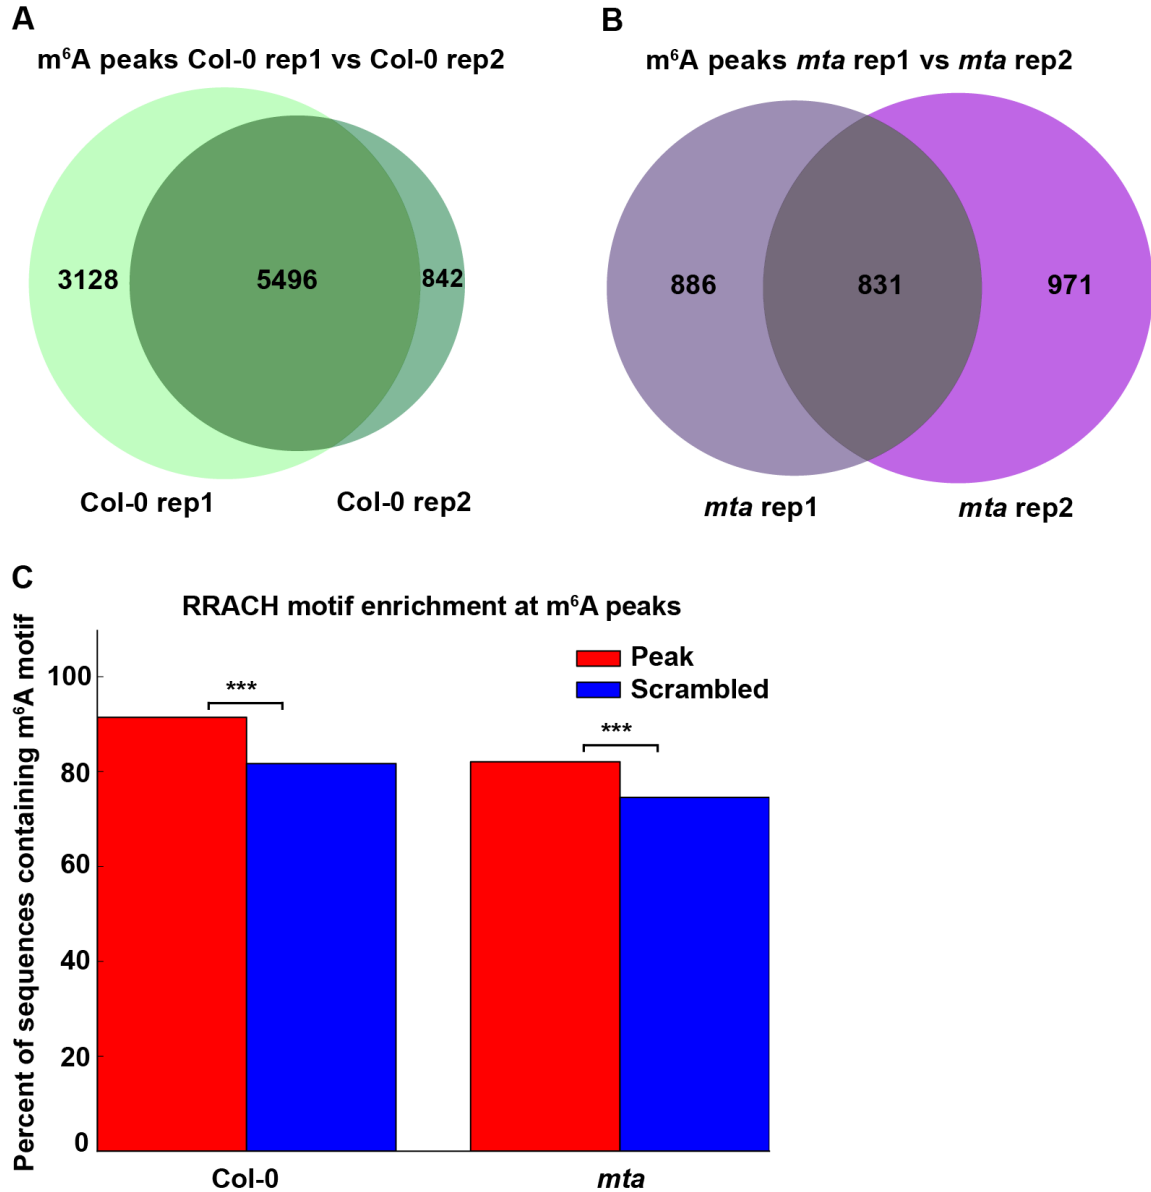 A
m⁶A peaks Col-0 rep1 vs Col-0 rep2
3128
5496
842
Col-0 rep1
Col-0 rep2
B
m⁶A peaks mta rep1 vs mta rep2
886
831
971
mta rep1
mta rep2
C
RRACH motif enrichment at m⁶A peaks
Percent of sequences containing m⁶A motif
100
80
60
40
20
0
***
***
Peak
Scrambled
Col-0
mta